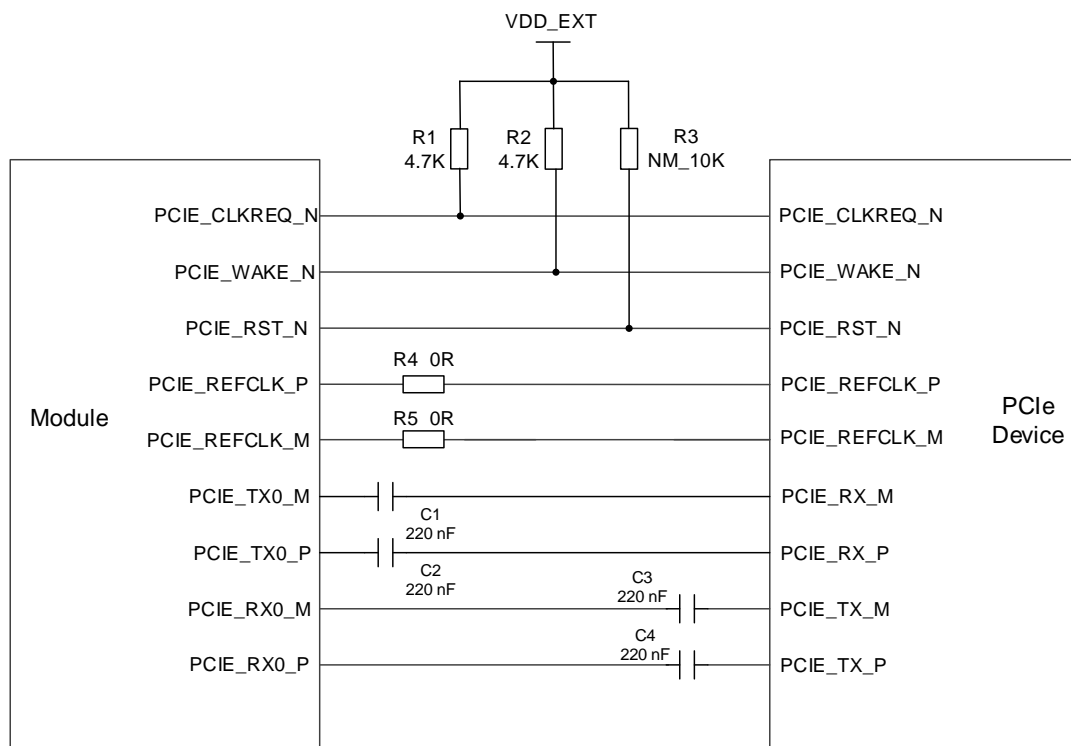 VDD_EXT
R1
4.7K
R2
4.7K
R3
NM_10K
PCIE_CLKREQ_N
PCIE_CLKREQ_N
PCIE_WAKE_N
PCIE_WAKE_N
PCIE_RST_N
PCIE_RST_N
R4 0R
PCIE_REFCLK_P
PCIE_REFCLK_P
Module
R5 0R
PCIE_REFCLK_M
PCIE_REFCLK_M
PCIe
Device
PCIE_TX0_M
PCIE_RX_M
C1
220 nF
PCIE_TX0_P
PCIE_RX_P
C2
220 nF
C3
220 nF
PCIE_RX0_M
PCIE_TX_M
C4
220 nF
PCIE_RX0_P
PCIE_TX_P